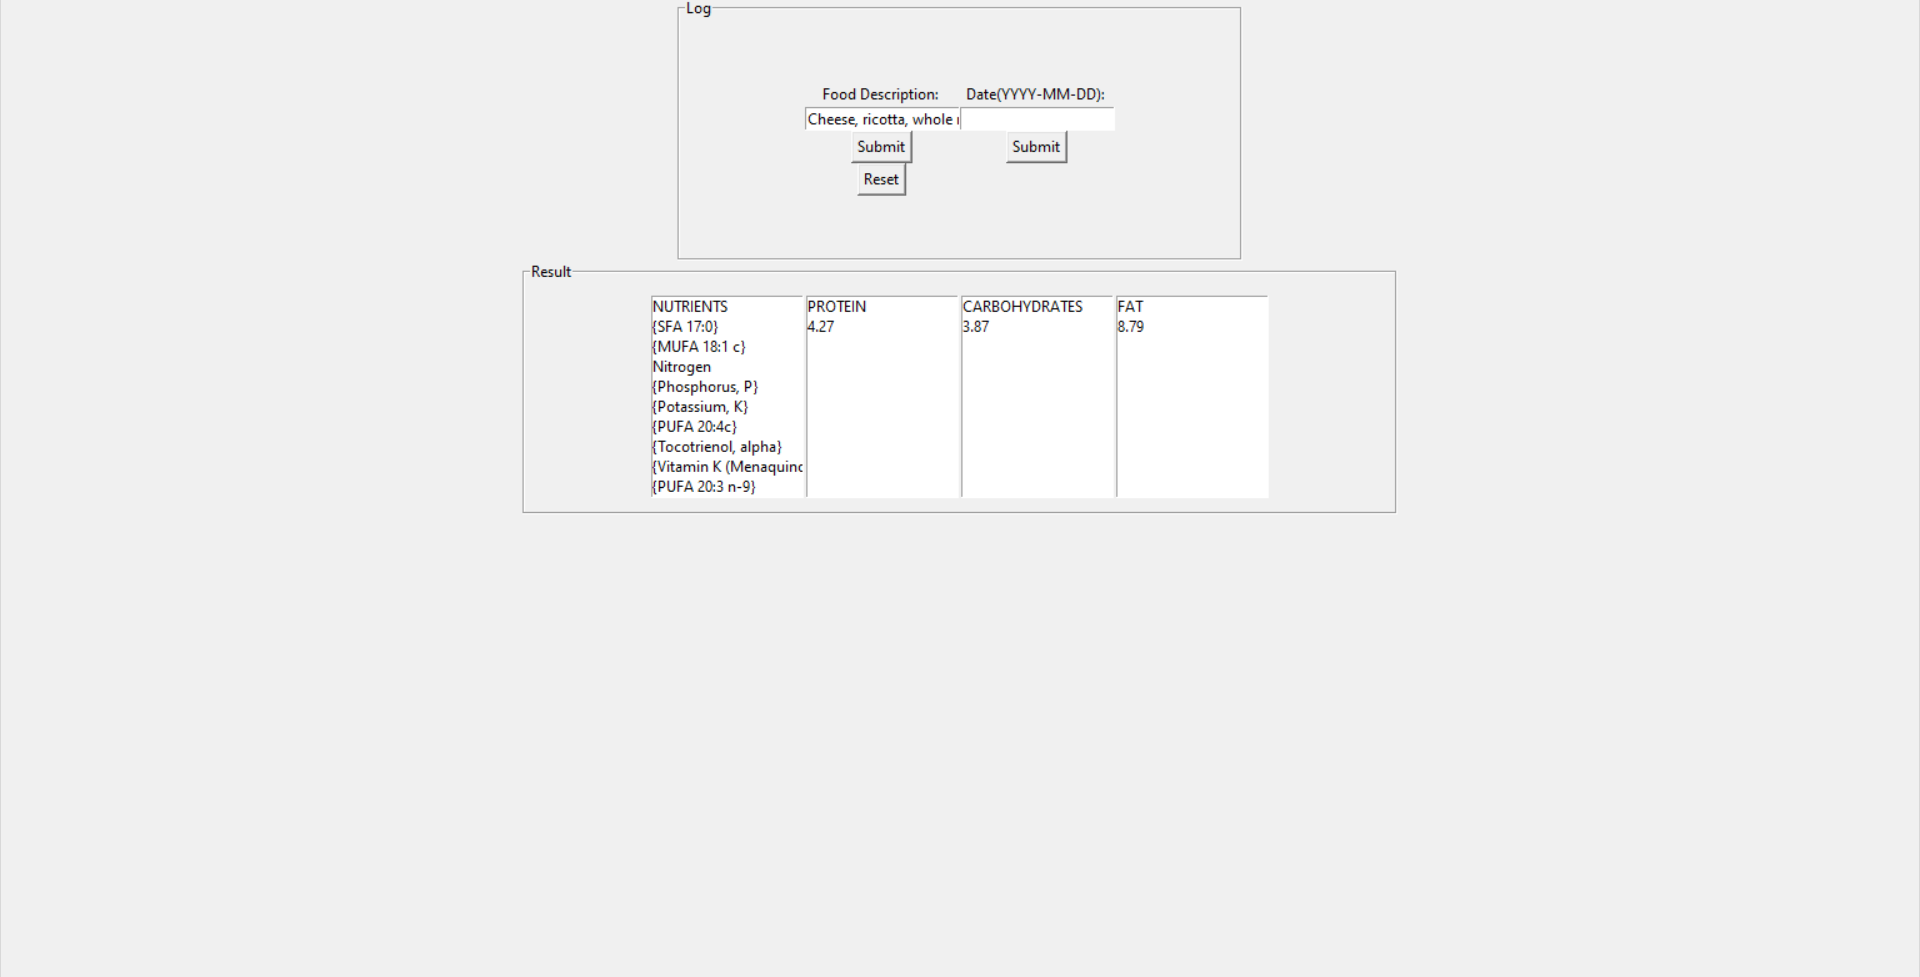 Log
Food Description: Date(YYYY-MM-DD):
Cheese, ricotta, whole
Submit Submit
Reset
Result
NUTRIENTS PROTEIN CARBOHYDRATES FAT
{SFA 17:0} 4.27 3.87 8.79
{MUFA 18:1 c}
Nitrogen
{Phosphorus, P}
{Potassium, K}
{PUFA 20:4c}
{Tocotrienol, alpha}
{Vitamin K (Menaquin
{PUFA 20:3 n-9}